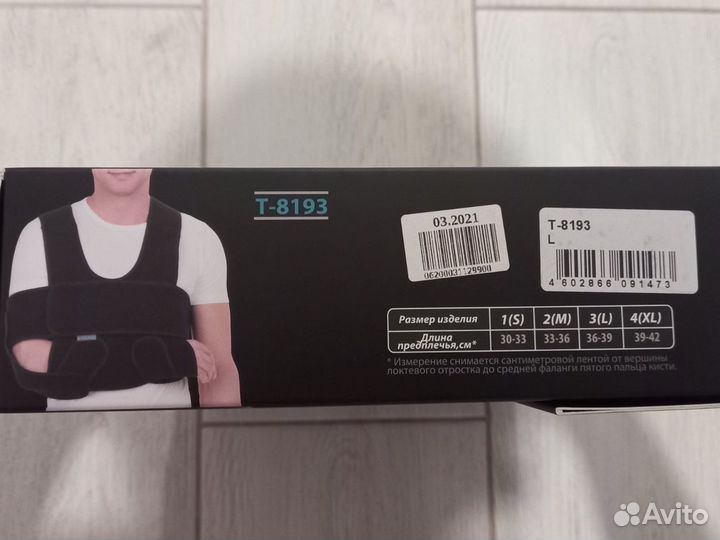 T-8193
03.2021
06200031129900
T-8193
L
4 602866 091473
Размер изделия 1(S) 2(M) 3(L) 4(XL)
Длина
предплечья,см* 30-33 33-36 36-39 39-42
* Измерение снимается сантиметровой лентой от вершины
локтевого отростка до средней фаланги пятого пальца кисти.
Avito